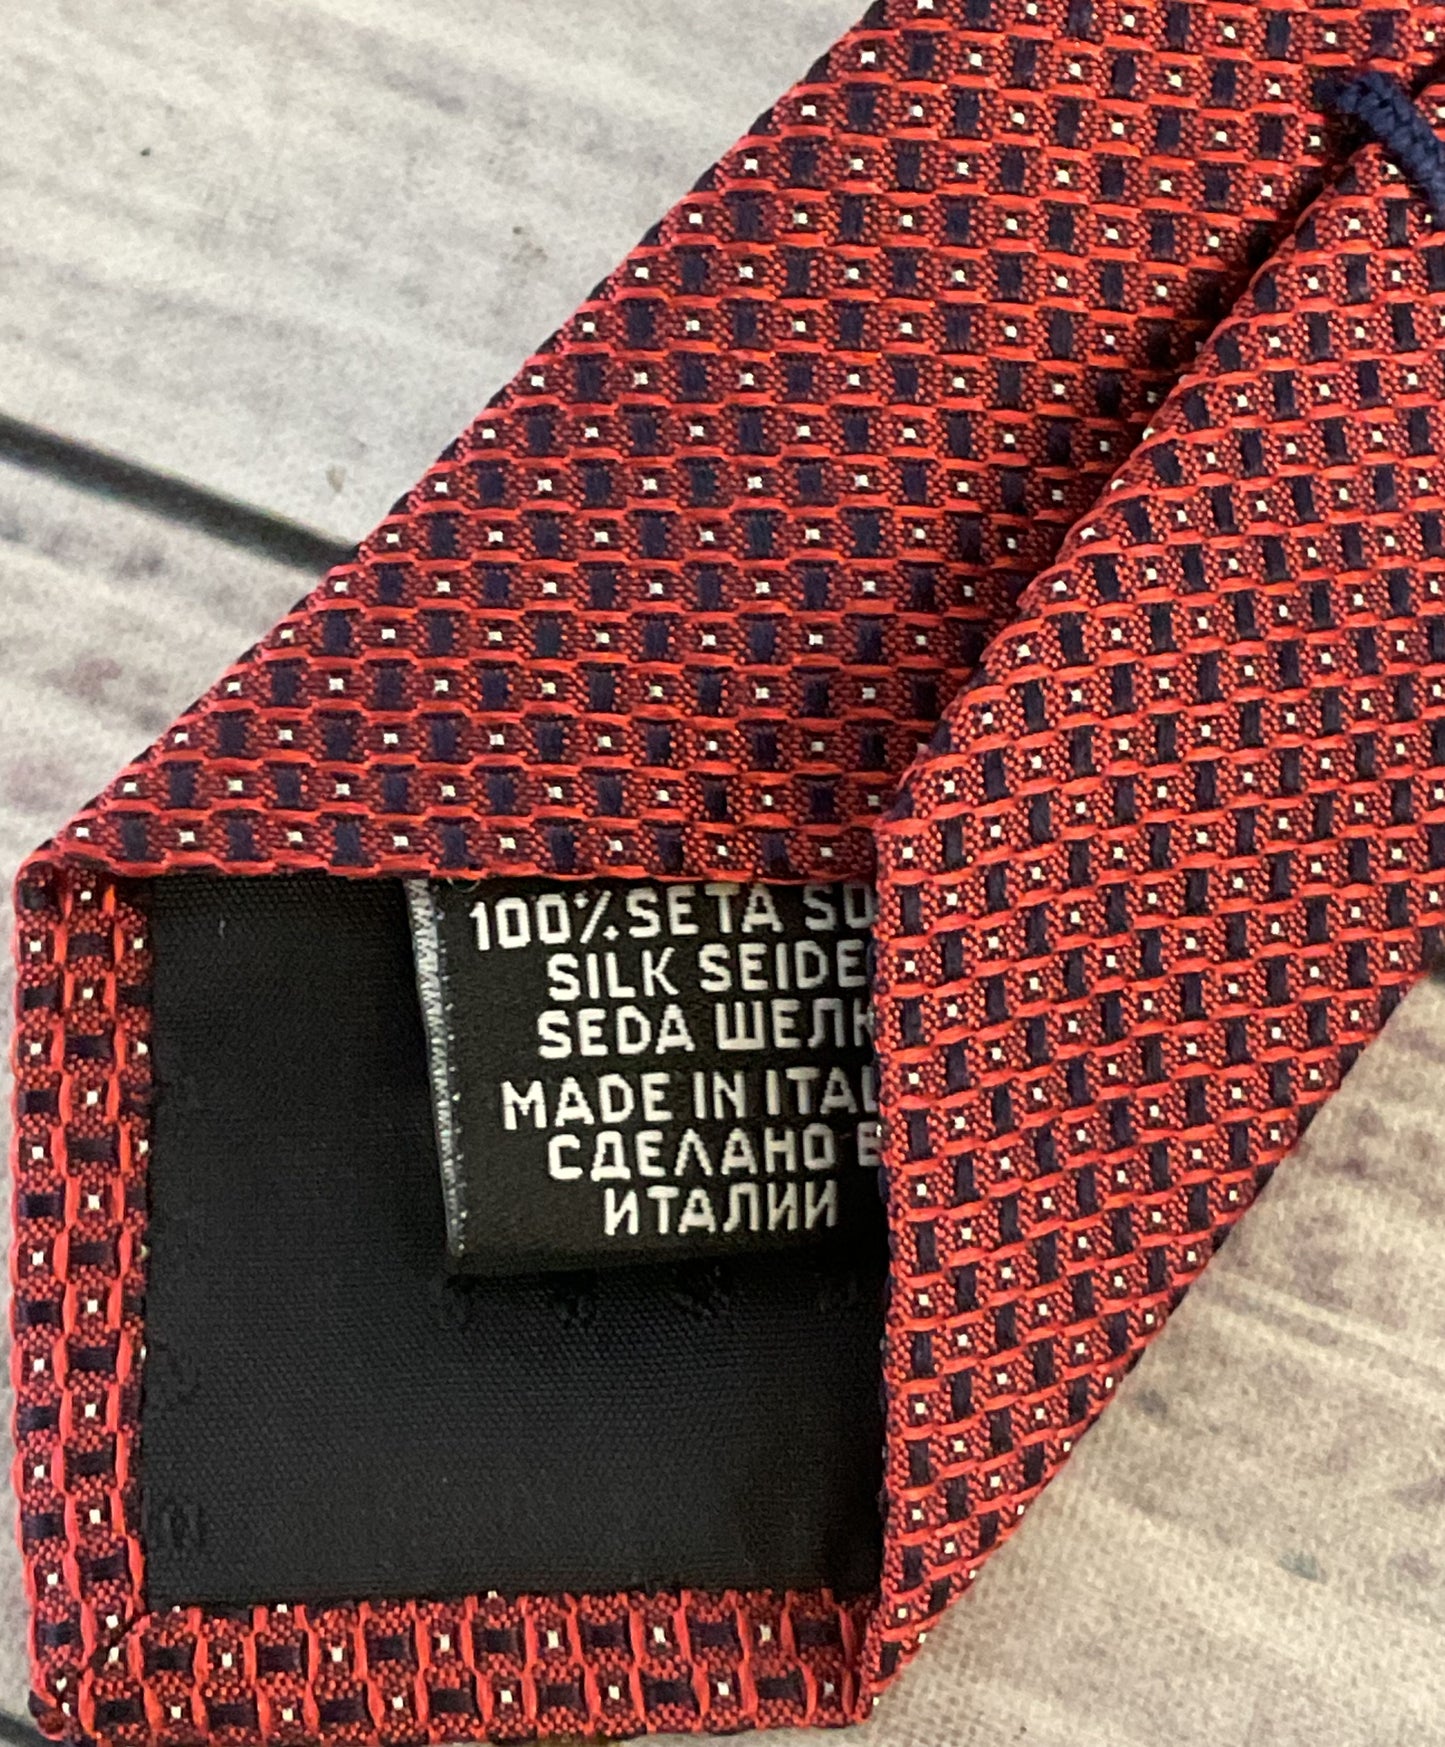 100% SETA SO
SILK SEIDE
SEDA ШЕЛК
MADE IN ITAL
СДЕЛАНО В
ИТАЛИИ